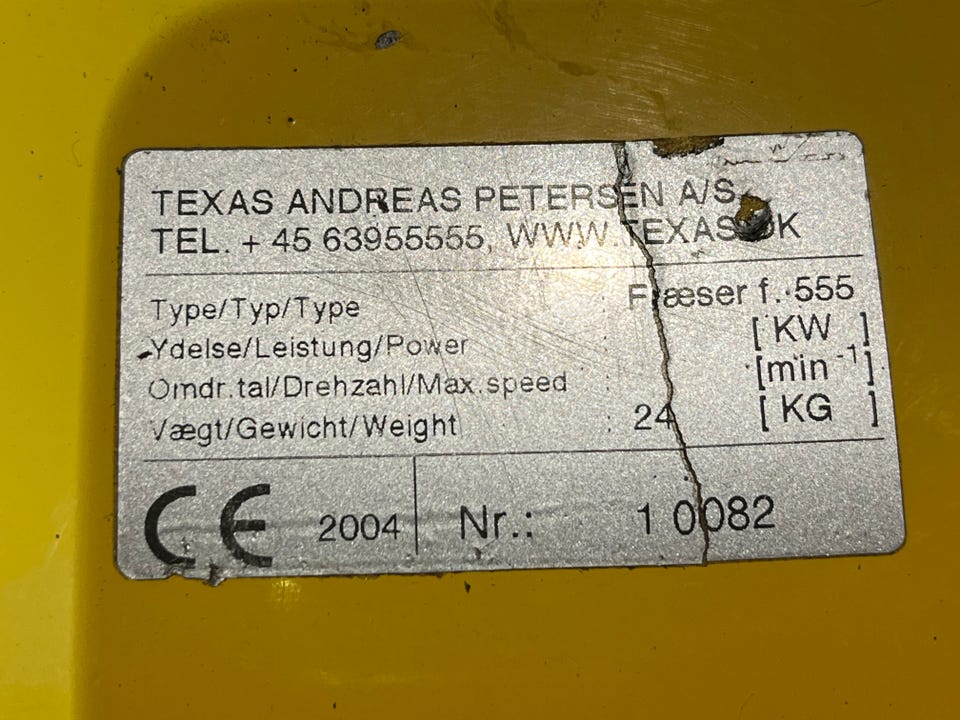 TEXAS ANDREAS PETERSEN A/S
TEL. + 45 63955555, WWW.TEXAS.DK
Type/Typ/Type : Fræser f. 555
Ydelse/Leistung/Power : [ KW ]
Omdr.tal/Drehzahl/Max.speed : [min -1]
Vægt/Gewicht/Weight : 24 [ KG ]
CE 2004 Nr.: 1 0082